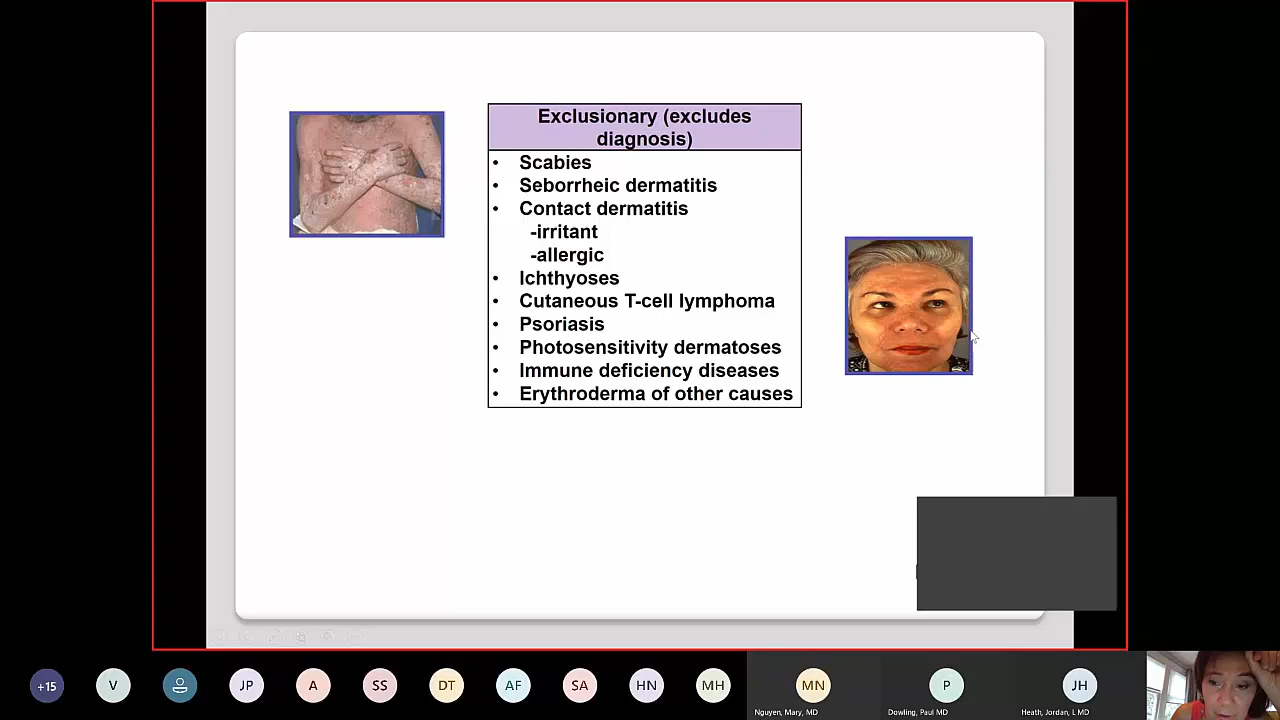 Exclusionary (excludes
diagnosis)
• Scabies
• Seborrheic dermatitis
• Contact dermatitis
-irritant
-allergic
• Ichthyoses
• Cutaneous T-cell lymphoma
• Psoriasis
• Photosensitivity dermatoses
• Immune deficiency diseases
• Erythroderma of other causes
+15
V
JP
A
SS
DT
AF
SA
HN
MH
MN
P
JH
Nguyen, Mary, MD
Dowling, Paul MD
Heath, Jordan, L MD